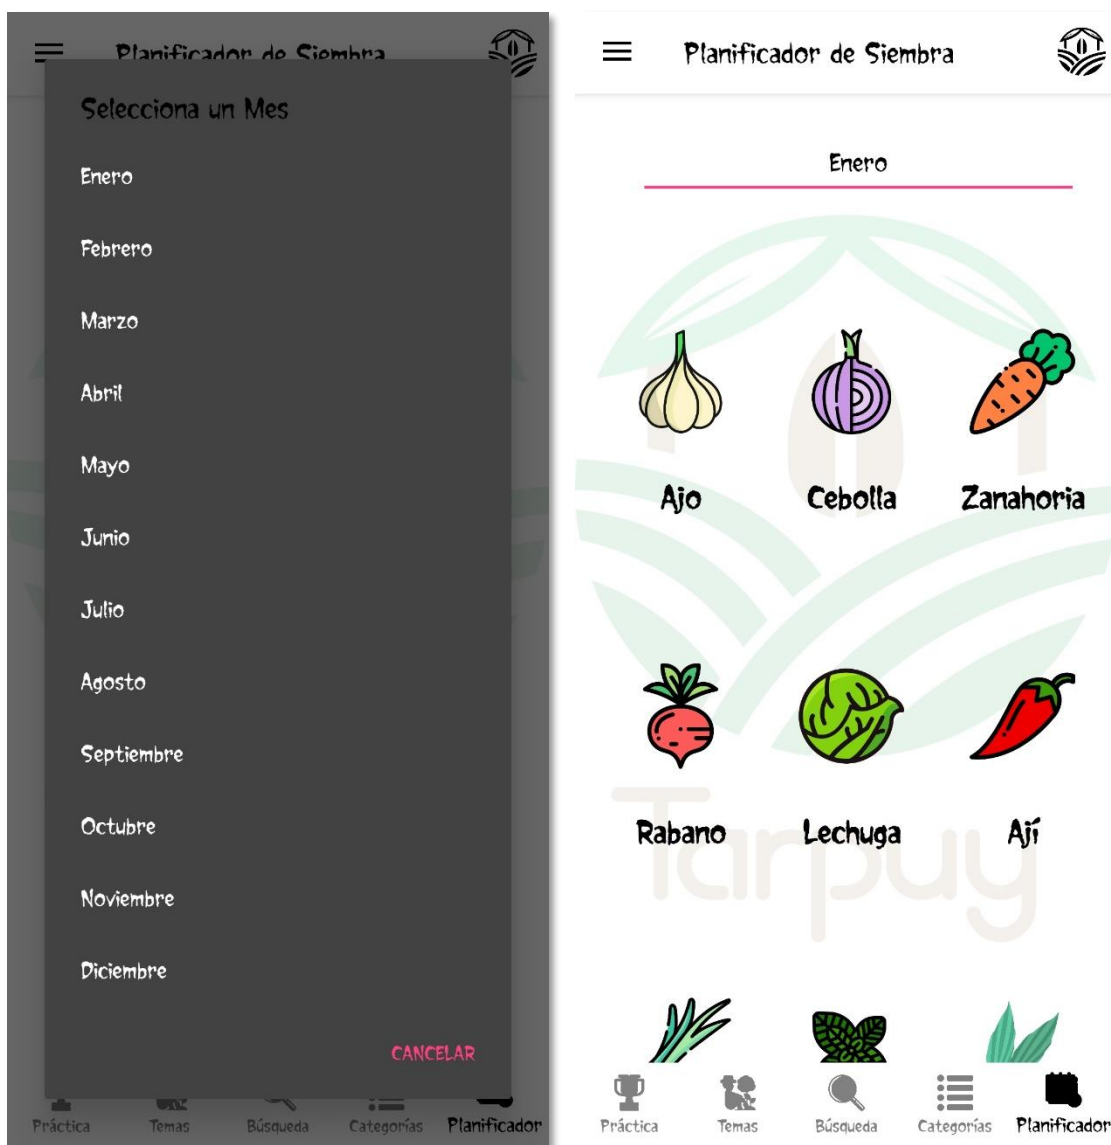 Planificador de Siembra
Selecciona un Mes
Enero
Febrero
Marzo
Abril
Mayo
Junio
Julio
Agosto
Septiembre
Octubre
Noviembre
Diciembre
CANCELAR
Práctica Temas Búsqueda Categorías Planificador
Planificador de Siembra
Enero
Ajo Cebolla Zanahoria
Rabano Lechuga Ají
Tarpuy
Práctica Temas Búsqueda Categorías Planificador